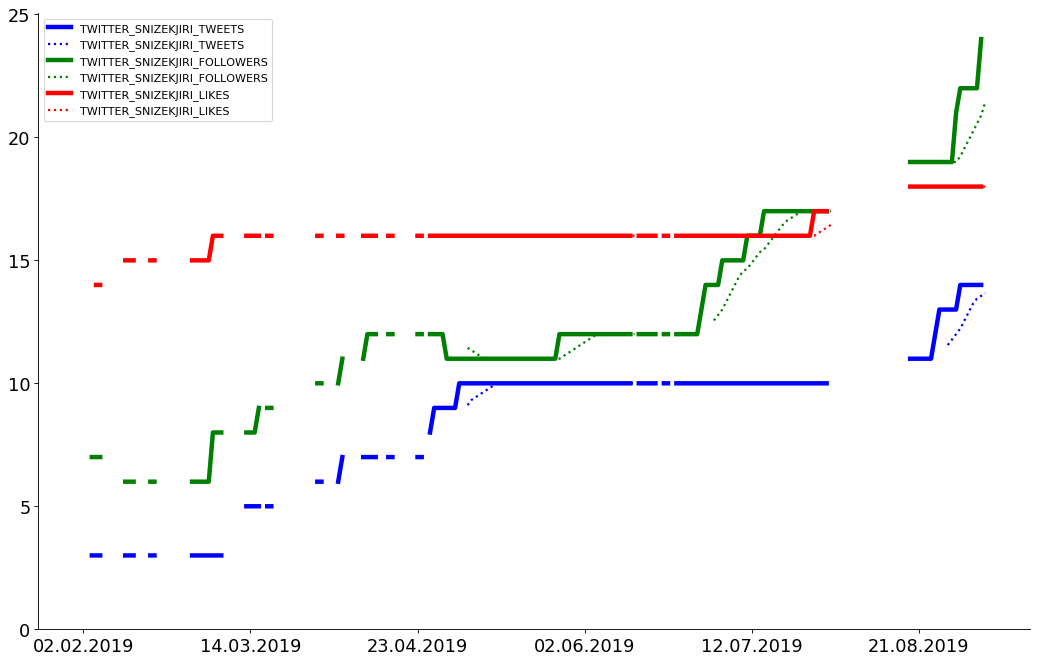 25
20
15
10
5
0
TWITTER_SNIZEKJIRI_TWEETS
TWITTER_SNIZEKJIRI_TWEETS
TWITTER_SNIZEKJIRI_FOLLOWERS
TWITTER_SNIZEKJIRI_FOLLOWERS
TWITTER_SNIZEKJIRI_LIKES
TWITTER_SNIZEKJIRI_LIKES
02.02.2019 14.03.2019 23.04.2019 02.06.2019 12.07.2019 21.08.2019